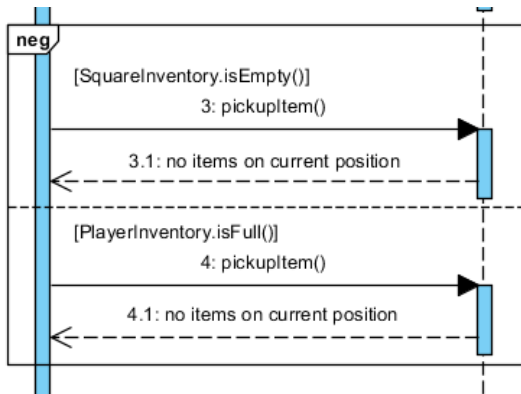 neg
[SquareInventory.isEmpty()]
3: pickupItem()
3.1: no items on current position
[PlayerInventory.isFull()]
4: pickupItem()
4.1: no items on current position